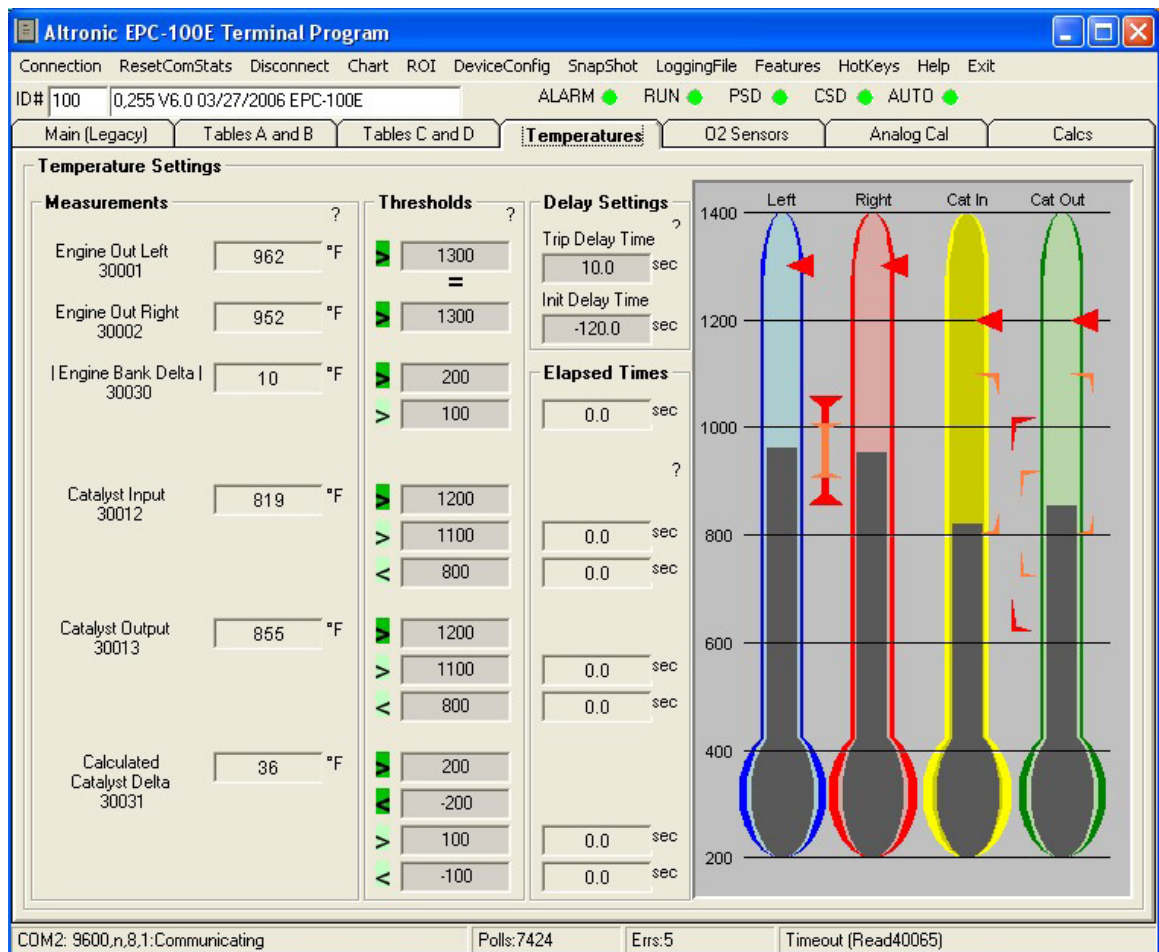 Altronic EPC-100E Terminal Program
Connection ResetComStats Disconnect Chart ROI DeviceConfig SnapShot LoggingFile Features HotKeys Help Exit
ID# 100 0,255 V6.0 03/27/2006 EPC-100E ALARM RUN PSD CSD AUTO
Main (Legacy) Tables A and B Tables C and D Temperatures O2 Sensors Analog Cal Calcs
Temperature Settings
Measurements
?
Engine Out Left
30001
962 °F
Engine Out Right
30002
952 °F
| Engine Bank Delta |
30030
10 °F
Catalyst Input
30012
819 °F
Catalyst Output
30013
855 °F
Calculated
Catalyst Delta
30031
36 °F
Thresholds
?
> 1300
=
> 1300
> 200
> 100
> 1200
> 1100
< 800
> 1200
> 1100
< 800
> 200
< -200
> 100
< -100
Delay Settings
?
Trip Delay Time
10.0 sec
Init Delay Time
-120.0 sec
Elapsed Times
0.0 sec
?
0.0 sec
0.0 sec
0.0 sec
0.0 sec
0.0 sec
0.0 sec
Left Right Cat In Cat Out
1400
1200
1000
800
600
400
200
COM2: 9600,n,8,1:Communicating Polls:7424 Errs:5 Timeout (Read40065)